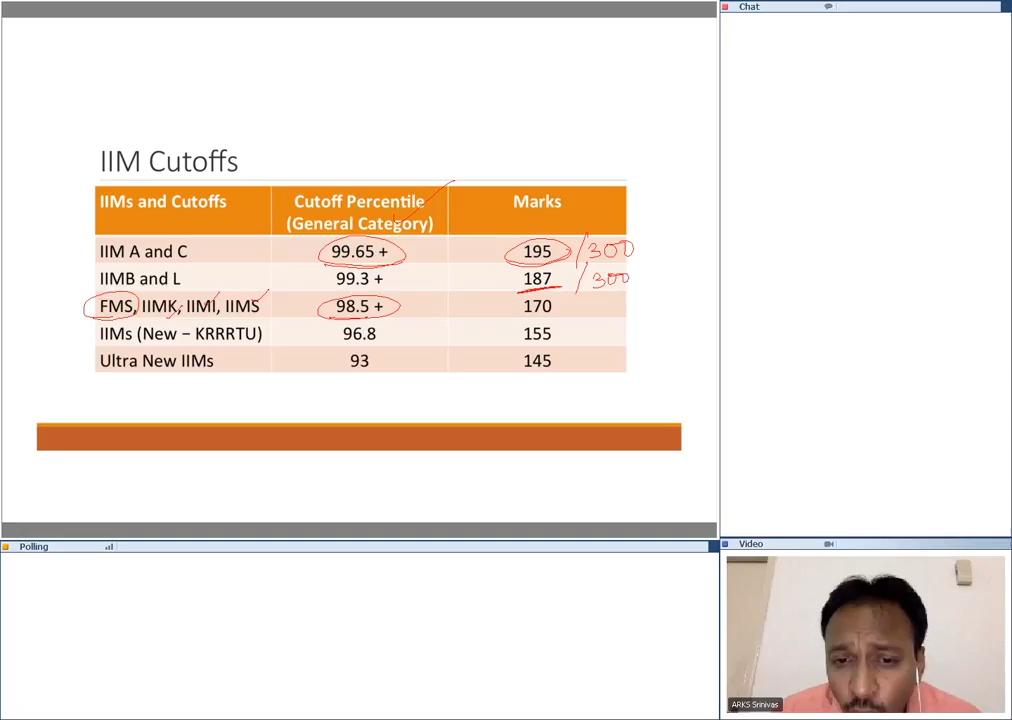 Chat
IIM Cutoffs
IIMs and Cutoffs Cutoff Percentile (General Category) Marks
IIM A and C 99.65 + 195 /300
IIMB and L 99.3 + 187 /300
FMS, IIMK, IIMI, IIMS 98.5 + 170
IIMs (New – KRRRTU) 96.8 155
Ultra New IIMs 93 145
Polling
Video
ARKS Srinivas